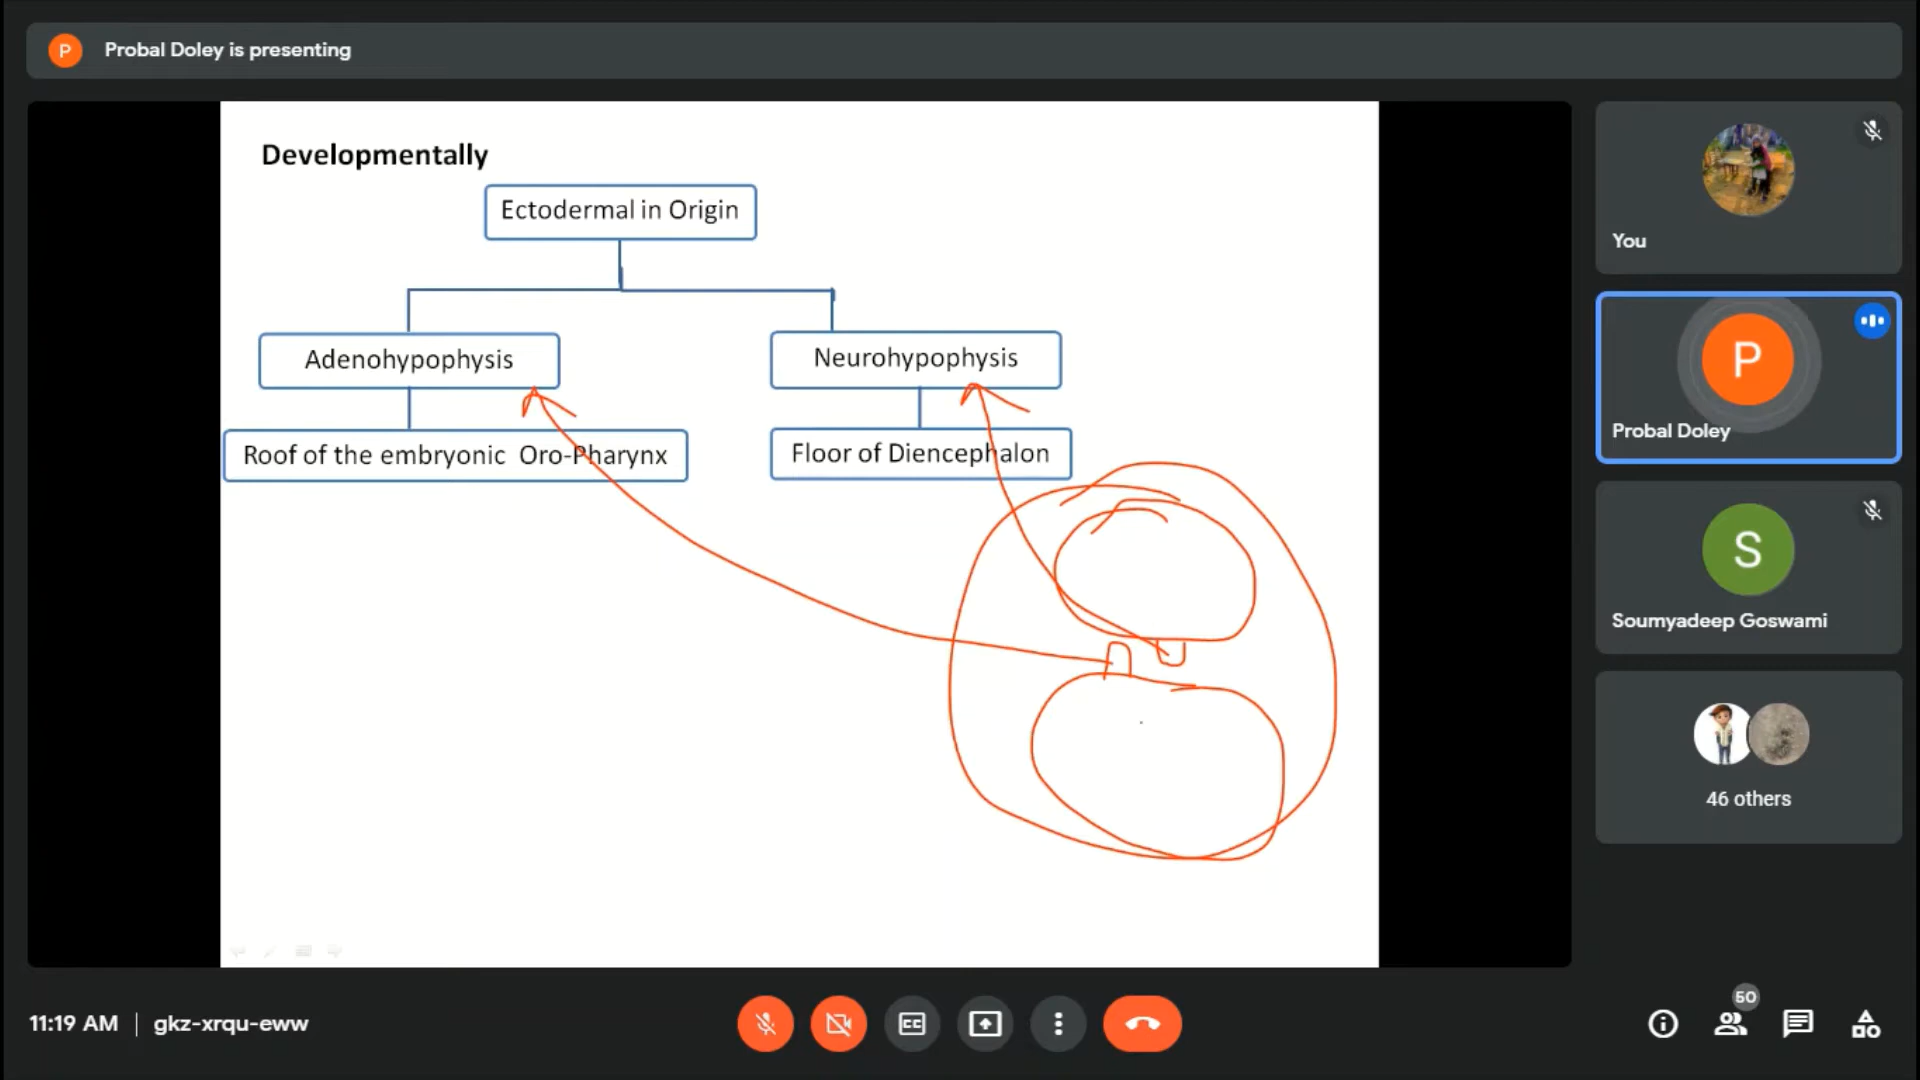 P Probal Doley is presenting
Developmentally
Ectodermal in Origin
Adenohypophysis
Neurohypophysis
Roof of the embryonic Oro-Pharynx
Floor of Diencephalon
You
P
Probal Doley
S
Soumyadeep Goswami
46 others
11:19 AM | gkz-xrqu-eww
CC
50